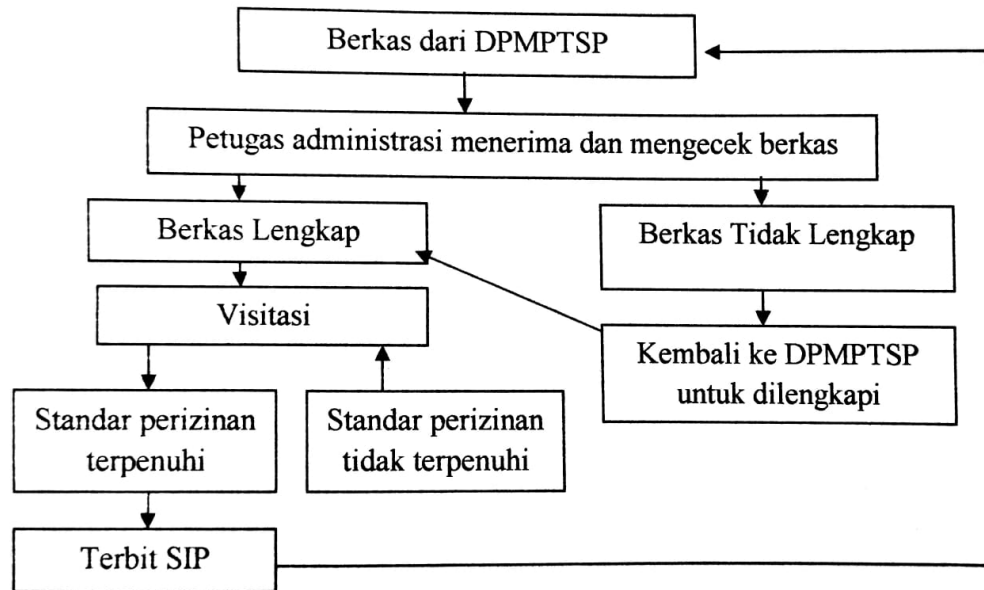 Berkas dari DPMPTSP
Petugas administrasi menerima dan mengecek berkas
Berkas Lengkap
Berkas Tidak Lengkap
Visitasi
Kembali ke DPMPTSP
untuk dilengkapi
Standar perizinan
terpenuhi
Standar perizinan
tidak terpenuhi
Terbit SIP